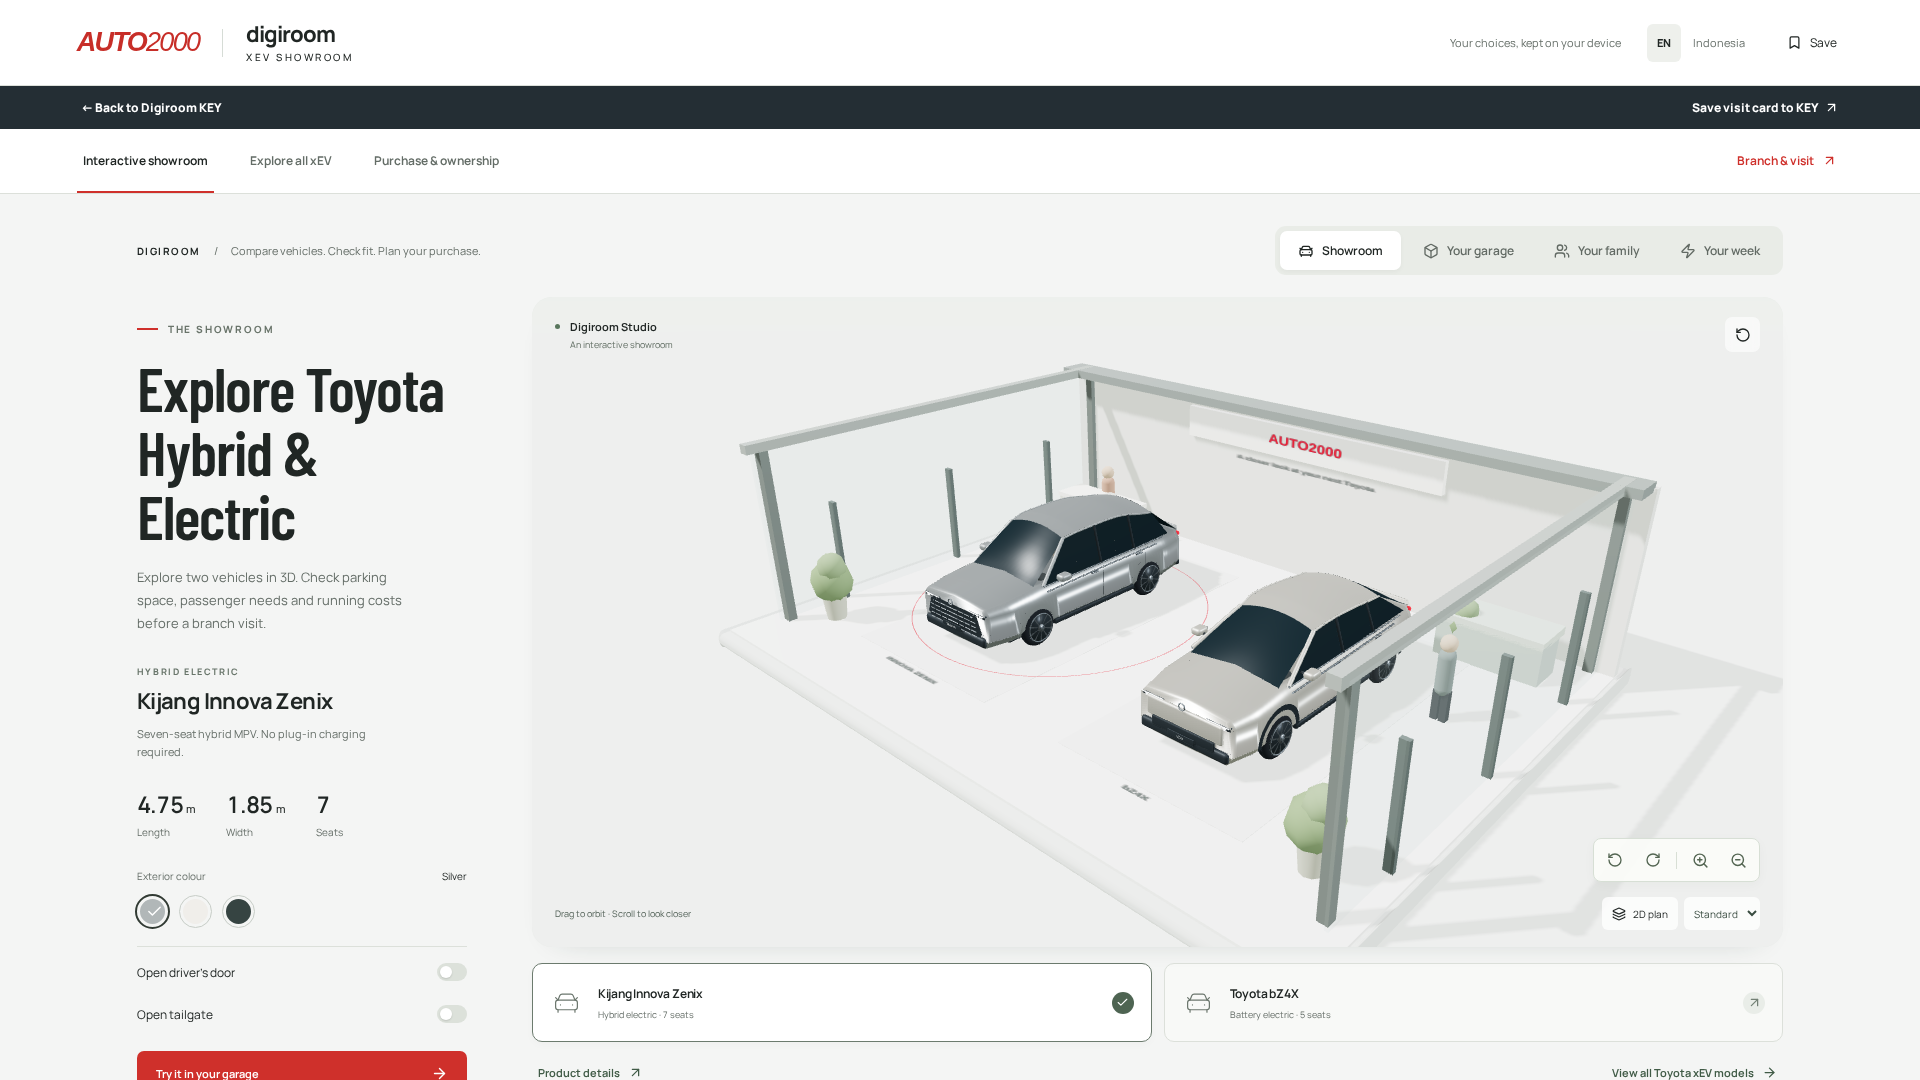 AUTO2000
digiroom
XEV SHOWROOM
Your choices, kept on your device
EN
Indonesia
Save
← Back to Digiroom KEY
Save visit card to KEY
Interactive showroom
Explore all xEV
Purchase & ownership
Branch & visit
DIGIROOM / Compare vehicles. Check fit. Plan your purchase.
Showroom
Your garage
Your family
Your week
THE SHOWROOM
Explore Toyota
Hybrid &
Electric
Explore two vehicles in 3D. Check parking
space, passenger needs and running costs
before a branch visit.
HYBRID ELECTRIC
Kijang Innova Zenix
Seven-seat hybrid MPV. No plug-in charging
required.
4.75 m
Length
1.85 m
Width
7
Seats
Exterior colour
Silver
Open driver's door
Open tailgate
Try it in your garage
Digiroom Studio
An interactive showroom
AUTO2000
bZ4X
Drag to orbit · Scroll to look closer
2D plan
Standard
Kijang Innova Zenix
Hybrid electric · 7 seats
Toyota bZ4X
Battery electric · 5 seats
Product details
View all Toyota xEV models